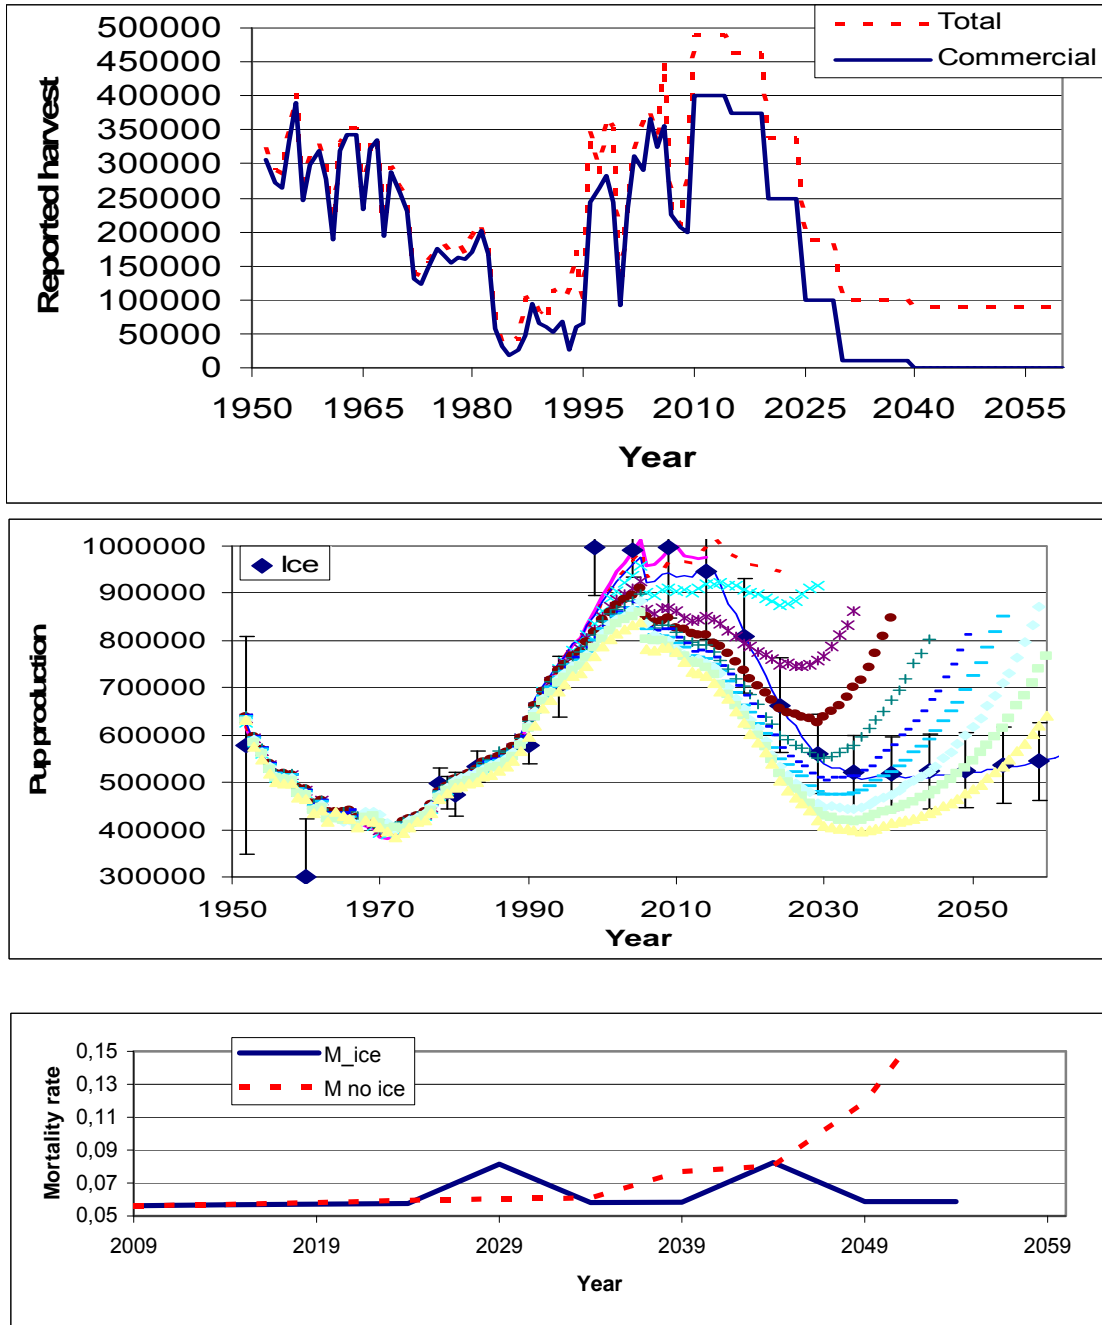 500000
450000
400000
350000
300000
250000
200000
150000
100000
50000
0
Reported harvest
Total
Commercial
1950 1965 1980 1995 2010 2025 2040 2055
Year
1000000
900000
800000
700000
600000
500000
400000
300000
Pup production
Ice
1950 1970 1990 2010 2030 2050
Year
0,15
0,13
0,11
0,09
0,07
0,05
Mortality rate
M_ice
M no ice
2009 2019 2029 2039 2049 2059
Year